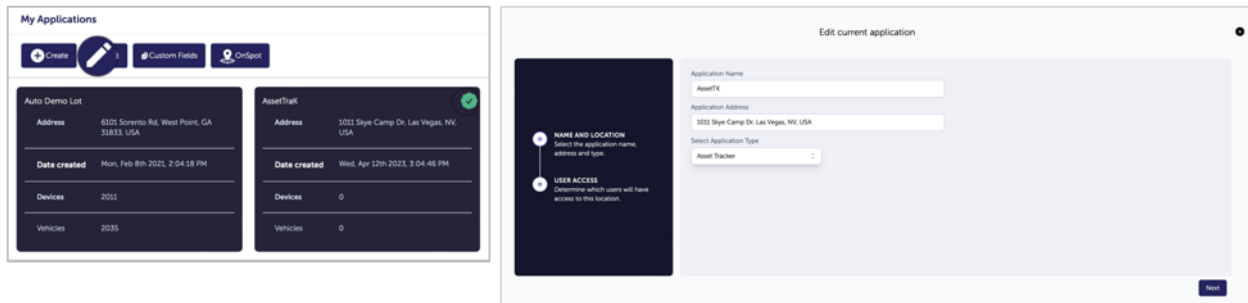 My Applications
Create
Custom Fields
OnSpot
Auto Demo Lot
Address
6101 Sorento Rd, West Point, GA
31833, USA
Date created
Mon, Feb 8th 2021, 2:04:18 PM
Devices
2011
Vehicles
2035
AssetTraK
Address
1011 Skye Camp Dr, Las Vegas, NV,
USA
Date created
Wed, Apr 12th 2023, 3:04:46 PM
Devices
0
Vehicles
0
Edit current application
NAME AND LOCATION
Select the application name,
address and type.
USER ACCESS
Determine which users will have
access to this location.
Application Name
AssetTK
Application Address
1011 Skye Camp Dr, Las Vegas, NV, USA
Select Application Type
Asset Tracker
Next